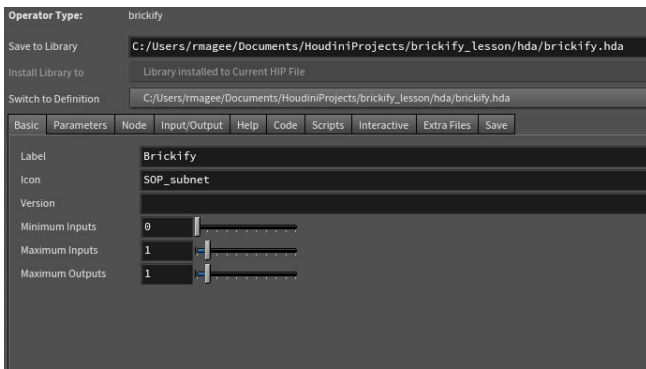 Operator Type: brickify
Save to Library C:/Users/rmagee/Documents/HoudiniProjects/brickify_lesson/hda/brickify.hda
Install Library to Library installed to Current HIP File
Switch to Definition C:/Users/rmagee/Documents/HoudiniProjects/brickify_lesson/hda/brickify.hda
Basic Parameters Node Input/Output Help Code Scripts Interactive Extra Files Save
Label Brickify
Icon SOP_subnet
Version
Minimum Inputs 0
Maximum Inputs 1
Maximum Outputs 1